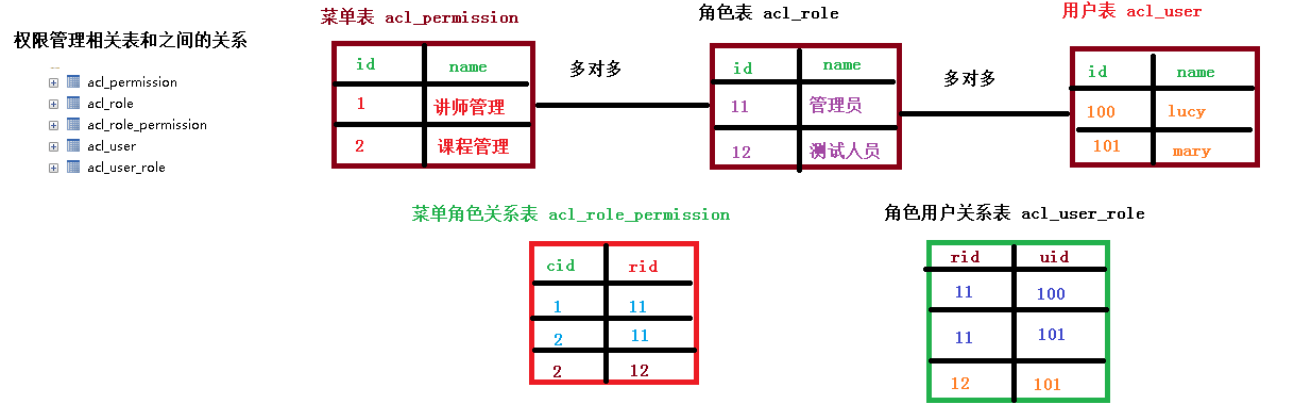 权限管理相关表和之间的关系
acl_permission
acl_role
acl_role_permission
acl_user
acl_user_role
菜单表 acl_permission
id name
1 讲师管理
2 课程管理
多对多
角色表 acl_role
id name
11 管理员
12 测试人员
多对多
用户表 acl_user
id name
100 lucy
101 mary
菜单角色关系表 acl_role_permission
cid rid
1 11
2 11
2 12
角色用户关系表 acl_user_role
rid uid
11 100
11 101
12 101